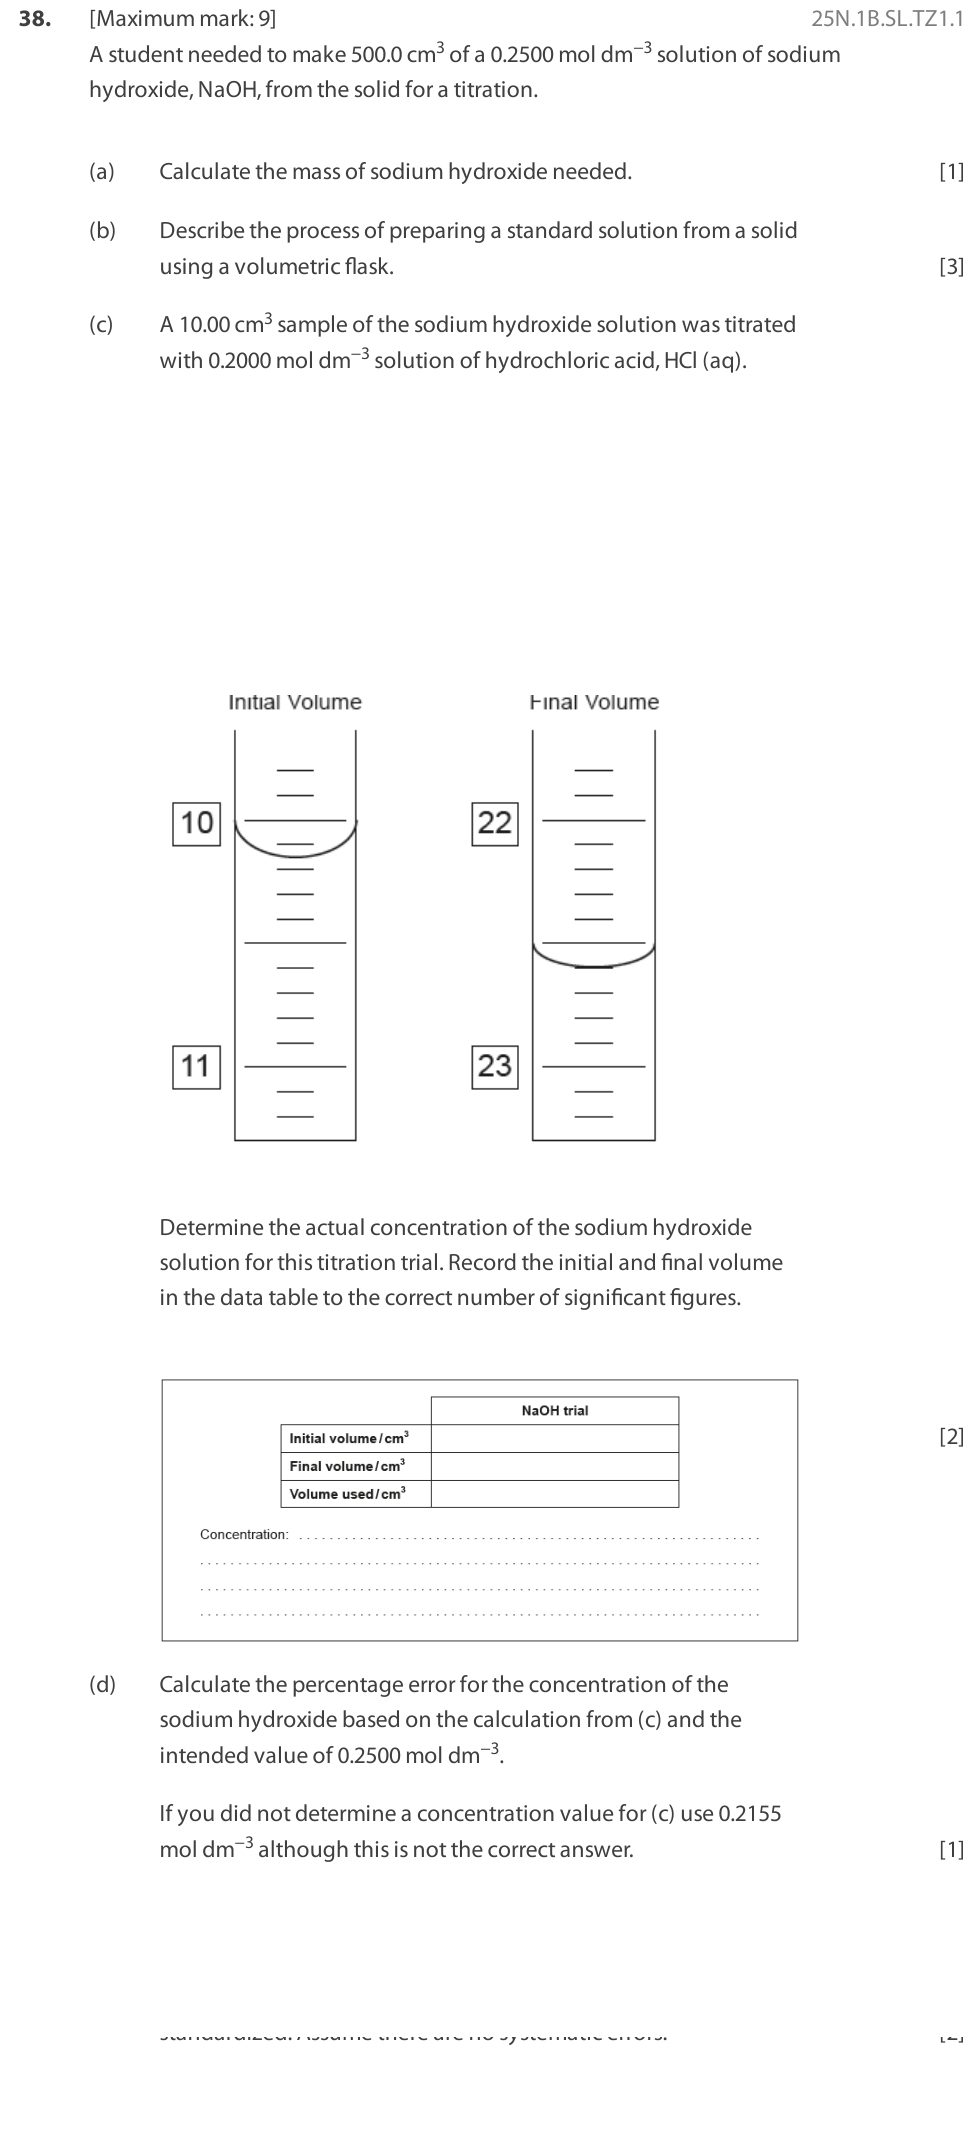 38. [Maximum mark: 9] 25N.1B.SL.TZ1.1
A student needed to make 500.0 cm³ of a 0.2500 mol dm⁻³ solution of sodium
hydroxide, NaOH, from the solid for a titration.
(a) Calculate the mass of sodium hydroxide needed. [1]
(b) Describe the process of preparing a standard solution from a solid
using a volumetric flask. [3]
(c) A 10.00 cm³ sample of the sodium hydroxide solution was titrated
with 0.2000 mol dm⁻³ solution of hydrochloric acid, HCl (aq).
Initial Volume Final Volume
10 22
11 23
Determine the actual concentration of the sodium hydroxide
solution for this titration trial. Record the initial and final volume
in the data table to the correct number of significant figures.
NaOH trial
Initial volume/cm³ [2]
Final volume/cm³
Volume used/cm³
Concentration:
(d) Calculate the percentage error for the concentration of the
sodium hydroxide based on the calculation from (c) and the
intended value of 0.2500 mol dm⁻³.
If you did not determine a concentration value for (c) use 0.2155
mol dm⁻³ although this is not the correct answer. [1]
standardized. Assume there are no systematic errors. [2]